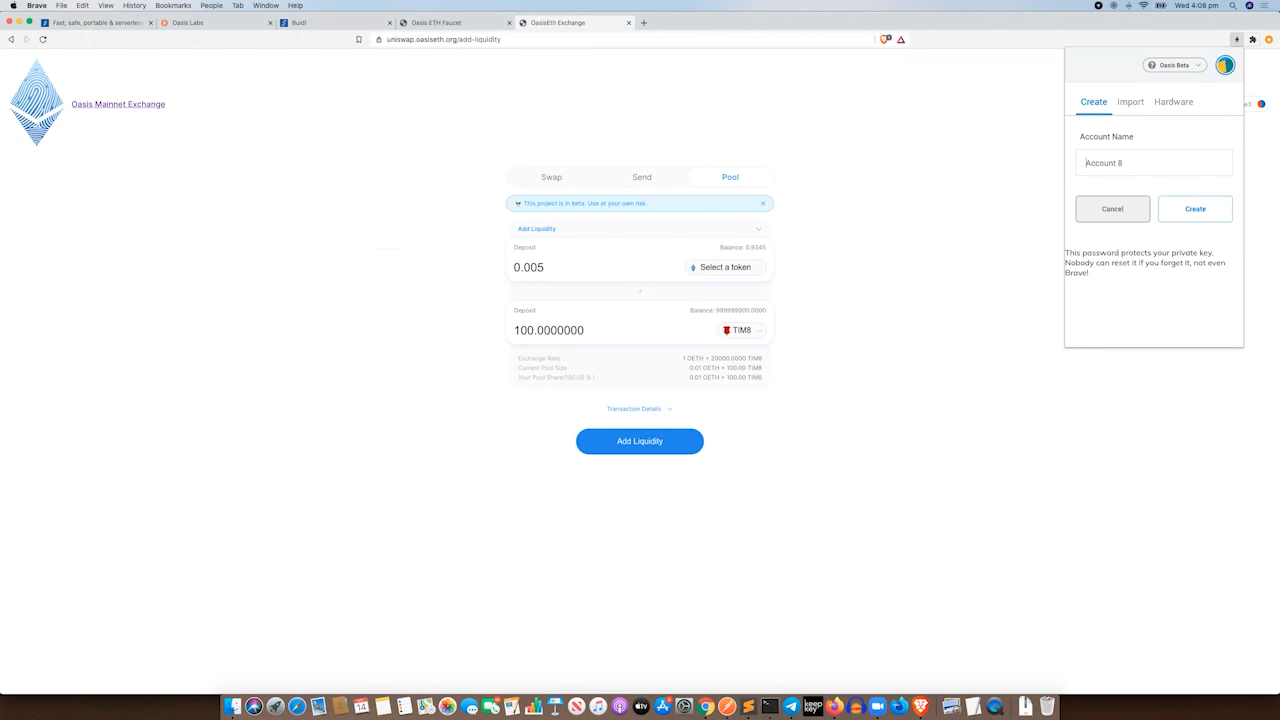 Brave File Edit View History Bookmarks People Tab Window Help
Wed 4:08 pm
Fast, safe, portable & serverless
Oasis Labs
Buidl
Oasis ETH Faucet
OasisEth Exchange
uniswap.oasiseth.org/add-liquidity
Oasis Mainnet Exchange
Swap Send Pool
This project is in beta. Use at your own risk.
Add Liquidity
Deposit Balance: 0.9345
0.005 Select a token
Deposit Balance: 999999900.0000
100.0000000 TIM8
Exchange Rate 1 OETH = 20000.0000 TIM8
Current Pool Size 0.01 OETH + 100.00 TIM8
Your Pool Share(100.00 % ) 0.01 OETH + 100.00 TIM8
Transaction Details
Add Liquidity
Oasis Beta
Create Import Hardware
Account Name
Account 8
Cancel Create
This password protects your private key.
Nobody can reset it if you forget it, not even
Brave!
keep
key